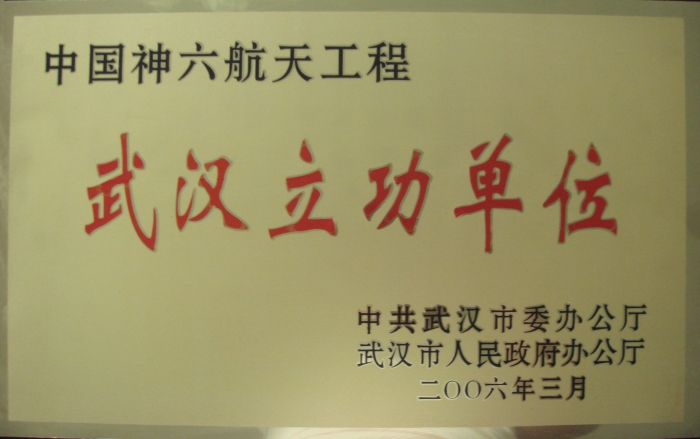 中国神六航天工程
武汉立功单位
中共武汉市委办公厅
武汉市人民政府办公厅
二〇〇六年三月